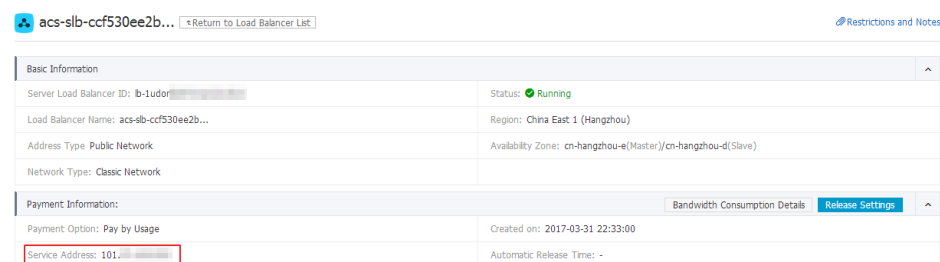 acs-slb-ccf530ee2b... Return to Load Balancer List Restrictions and Notes
Basic Information
Server Load Balancer ID: lb-1udor Status: Running
Load Balancer Name: acs-slb-ccf530ee2b... Region: China East 1 (Hangzhou)
Address Type Public Network Availability Zone: cn-hangzhou-e(Master)/cn-hangzhou-d(Slave)
Network Type: Classic Network
Payment Information: Bandwidth Consumption Details Release Settings
Payment Option: Pay by Usage Created on: 2017-03-31 22:33:00
Service Address: 101. Automatic Release Time: -